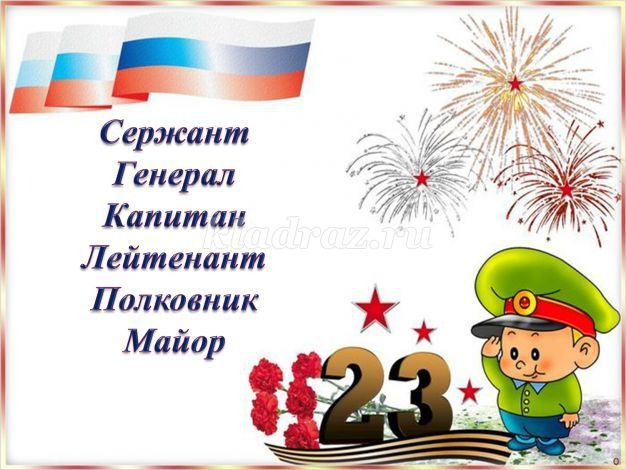 Сержант
Генерал
Капитан
Лейтенант
Полковник
Майор
kladraz.ru
23